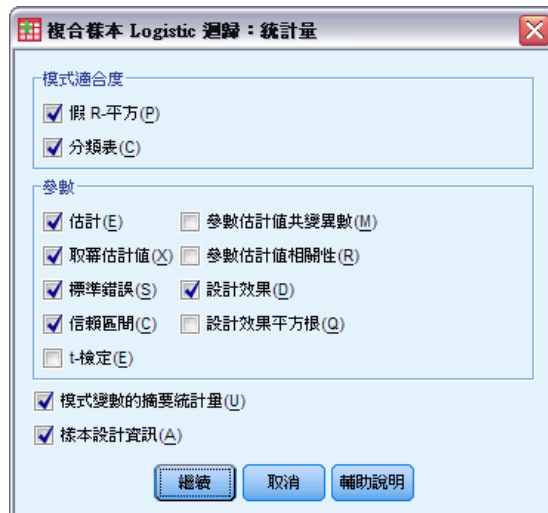 複合樣本 Logistic 迴歸：統計量
模式適合度
假 R-平方(P)
分類表(C)
參數
估計(E) 參數估計值共變異數(M)
取冪估計值(X) 參數估計值相關性(R)
標準錯誤(S) 設計效果(D)
信賴區間(C) 設計效果平方根(Q)
t-檢定(E)
模式變數的摘要統計量(U)
樣本設計資訊(A)
繼續 取消 輔助說明